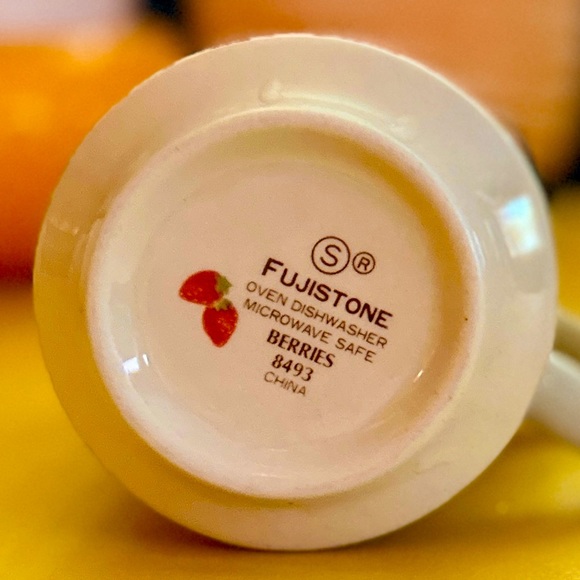 Ⓢ®
FUJISTONE
OVEN DISHWASHER
MICROWAVE SAFE
BERRIES
8493
CHINA